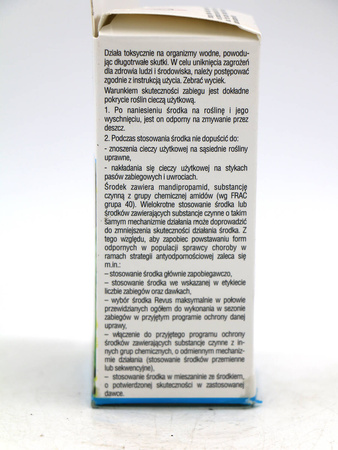 Działa toksycznie na organizmy wodne, powodu-
jąc długotrwałe skutki. W celu uniknięcia zagrożeń
dla zdrowia ludzi i środowiska, należy postępować
zgodnie z instrukcją użycia. Zebrać wyciek.
Warunkiem skuteczności zabiegu jest dokładne
pokrycie roślin cieczą użytkową.
1. Po naniesieniu środka na roślinę i jego
wyschnięciu, jest on odporny na zmywanie przez
deszcz.
2. Podczas stosowania środka nie dopuścić do:
- znoszenia cieczy użytkowej na sąsiednie rośliny
uprawne,
- nakładania się cieczy użytkowej na stykach
pasów zabiegowych i uwrociach.
Środek zawiera mandipropamid, substancję
czynną z grupy chemicznej amidów (wg FRAC
grupa 40). Wielokrotne stosowanie środka lub
środków zawierających substancje czynne o takim
samym mechanizmie działania może doprowadzić
do zmniejszenia skuteczności działania środka. Z
tego względu, aby zapobiec powstawaniu form
odpornych w populacji sprawcy choroby w
ramach strategii antyodpornościowej zaleca się
m.in.:
– stosowanie środka głównie zapobiegawczo,
– stosowanie środka we wskazanej w etykiecie
liczbie zabiegów oraz dawkach,
– wybór środka Revus maksymalnie w połowie
przewidzianych ogółem do wykonania w sezonie
zabiegów w przyjętym programie ochrony danej
uprawy,
– włączenie do przyjętego programu ochrony
środków zawierających substancje czynne z in-
nych grup chemicznych, o odmiennym mechaniz-
mie działania (stosowanie środków przemienne
lub sekwencyjne),
– stosowanie środka w mieszaninie ze środkiem,
o potwierdzonej skuteczności w zastosowanej
dawce.